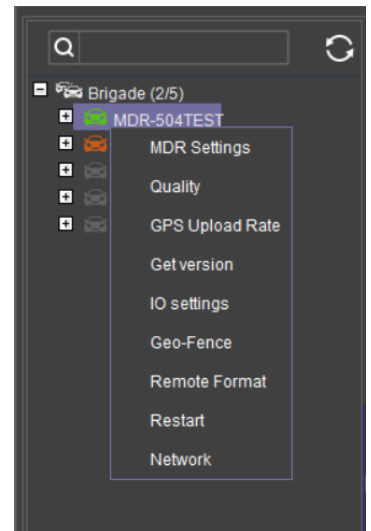 Brigade (2/5)
MDR-504TEST
MDR Settings
Quality
GPS Upload Rate
Get version
IO settings
Geo-Fence
Remote Format
Restart
Network